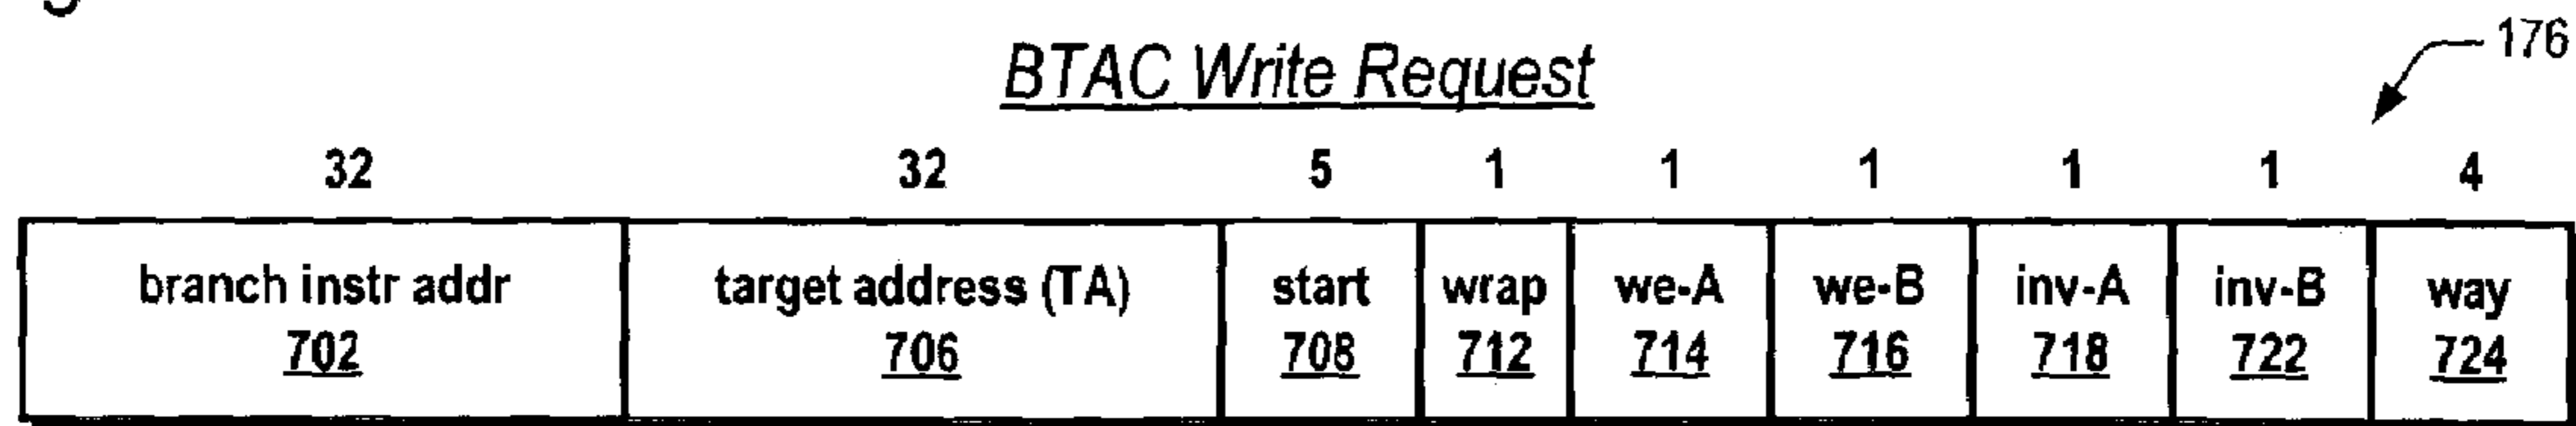 176
BTAC Write Request
32 32 5 1 1 1 1 1 4
branch instr addr target address (TA) start wrap we-A we-B inv-A inv-B way
702 706 708 712 714 716 718 722 724